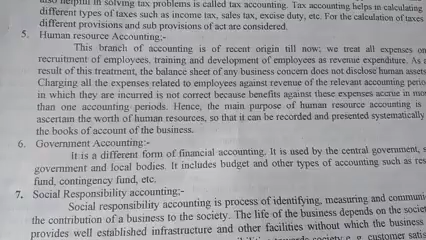 also helpful in solving tax problems is called tax accounting. Tax accounting helps in calculating
different types of taxes such as income tax, sales tax, excise duty, etc. For the calculation of taxes
different provisions and sub provisions of act are considered.
5. Human resource Accounting:-
This branch of accounting is of recent origin till now; we treat all expenses on
recruitment of employees, training and development of employees as revenue expenditure. As
result of this treatment, the balance sheet of any business concern does not disclose human assets
Charging all the expenses related to employees against revenue of the relevant accounting perio
in which they are incurred is not correct because benefits against these expenses accrue in mor
than one accounting periods. Hence, the main purpose of human resource accounting is
ascertain the worth of human resources, so that it can be recorded and presented systematically
the books of account of the business.
6. Government Accounting:-
It is a different form of financial accounting. It is used by the central government, s
government and local bodies. It includes budget and other types of accounting such as res
fund, contingency fund, etc.
7. Social Responsibility accounting;-
Social responsibility accounting is process of identifying, measuring and communi
the contribution of a business to the society. The life of the business depends on the societ
provides well established infrastructure and other facilities without which the business
e.g. customer satis